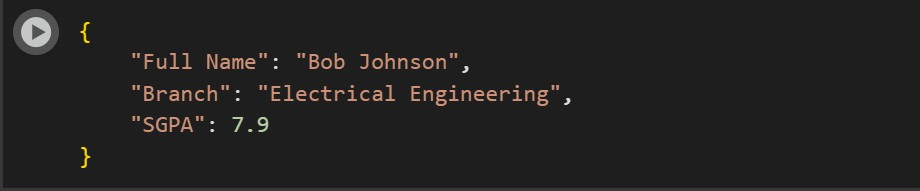 {
    "Full Name": "Bob Johnson",
    "Branch": "Electrical Engineering",
    "SGPA": 7.9
}